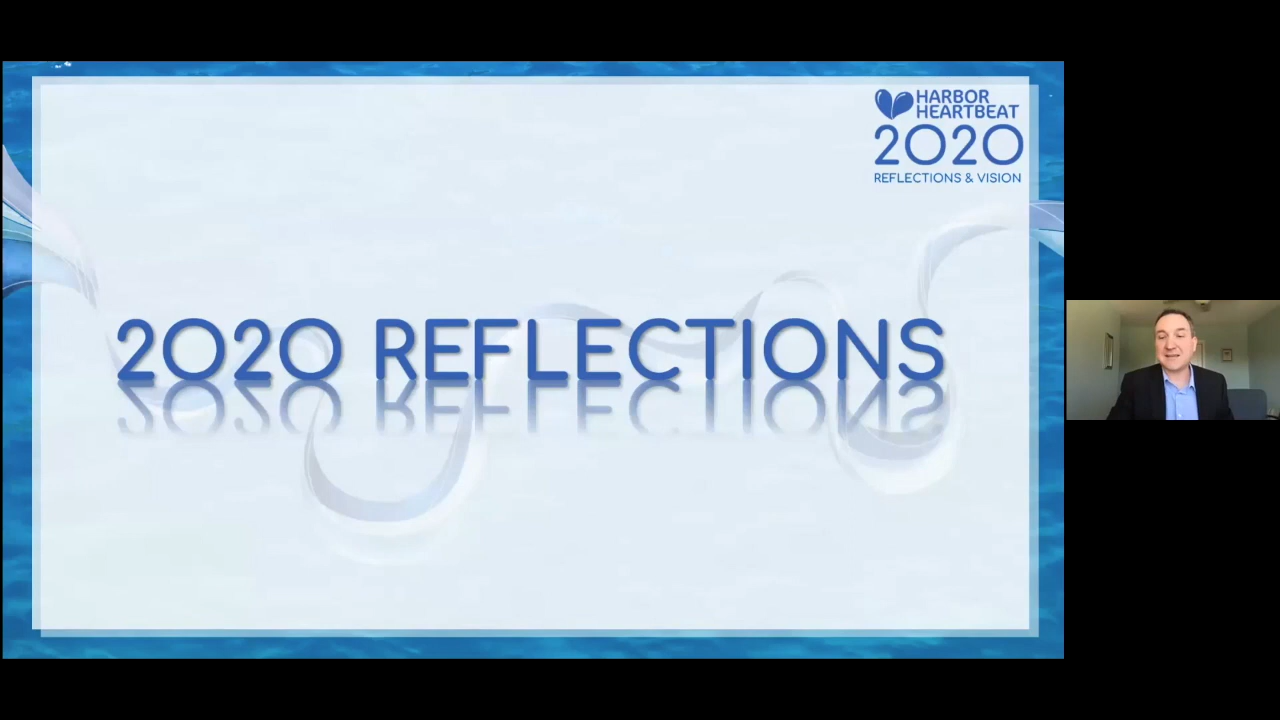 HARBOR
HEARTBEAT
2020
REFLECTIONS & VISION
2020 REFLECTIONS